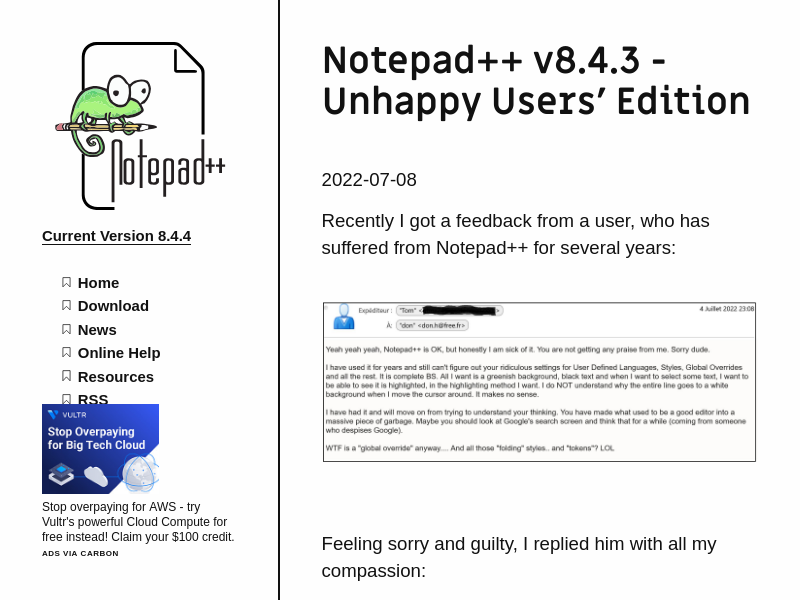 Notepad++
Current Version 8.4.4
Home
Download
News
Online Help
Resources
RSS
VULTR
Stop Overpaying
for Big Tech Cloud
Stop overpaying for AWS - try
Vultr's powerful Cloud Compute for
free instead! Claim your $100 credit.
ADS VIA CARBON
Notepad++ v8.4.3 -
Unhappy Users’ Edition
2022-07-08
Recently I got a feedback from a user, who has
suffered from Notepad++ for several years:
Expéditeur : "Tom" < >
4 Juillet 2022 23:08
À: "don" <don.h@free.fr>
Yeah yeah yeah, Notepad++ is OK, but honestly I am sick of it. You are not getting any praise from me. Sorry dude.
I have used it for years and still can't figure out your ridiculous settings for User Defined Languages, Styles, Global Overrides
and all the rest. It is complete BS. All I want is a greenish background, black text and when I want to select some text, I want to
be able to see it is highlighted, in the highlighting method I want. I do NOT understand why the entire line goes to a white
background when I move the cursor around. It makes no sense.
I have had it and will move on from trying to understand your thinking. You have made what used to be a good editor into a
massive piece of garbage. Maybe you should look at Google's search screen and think that for a while (coming from someone
who despises Google).
WTF is a "global override" anyway.... And all those "folding" styles.. and "tokens"? LOL
Feeling sorry and guilty, I replied him with all my
compassion: